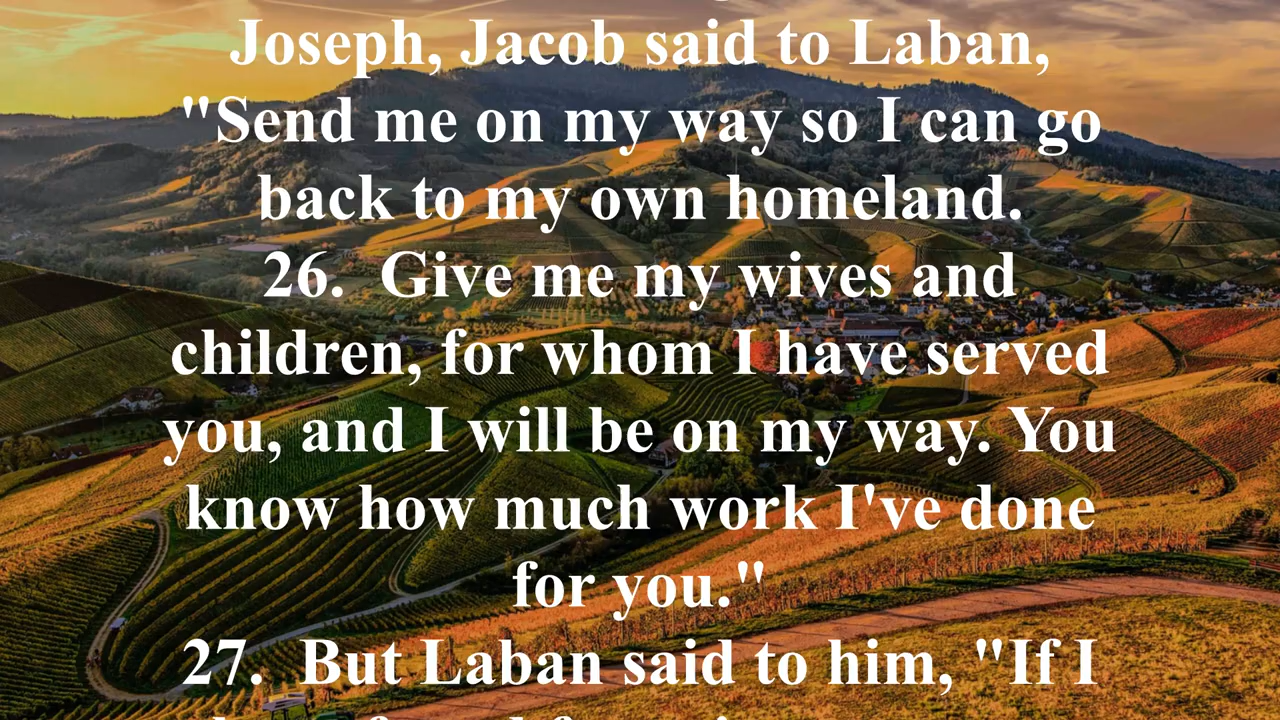 Joseph, Jacob said to Laban,
"Send me on my way so I can go
back to my own homeland.
26.  Give me my wives and
children, for whom I have served
you, and I will be on my way. You
know how much work I've done
for you."
27.  But Laban said to him, "If I